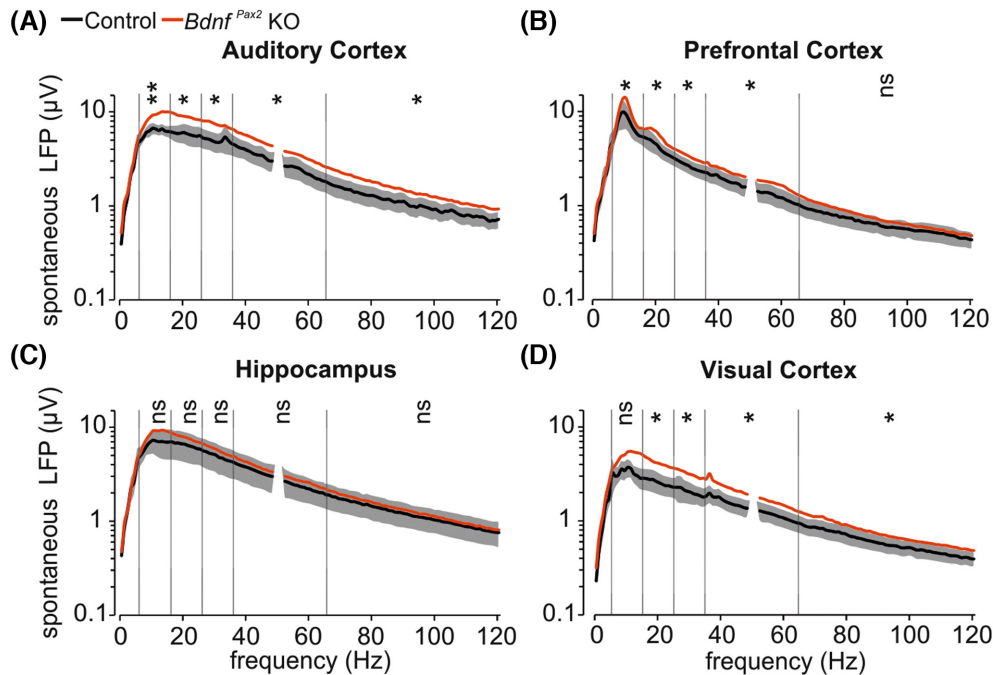 (A) Control Bdnf Pax2 KO (B)
Auditory Cortex Prefrontal Cortex
** * * * * * * * * ns
spontaneous LFP (µV)
10 10
1 1
0.1 0.1
0 20 40 60 80 100 120 0 20 40 60 80 100 120
(C) (D)
Hippocampus Visual Cortex
ns ns ns ns ns ns * * * *
spontaneous LFP (µV)
10 10
1 1
0.1 0.1
0 20 40 60 80 100 120 0 20 40 60 80 100 120
frequency (Hz) frequency (Hz)